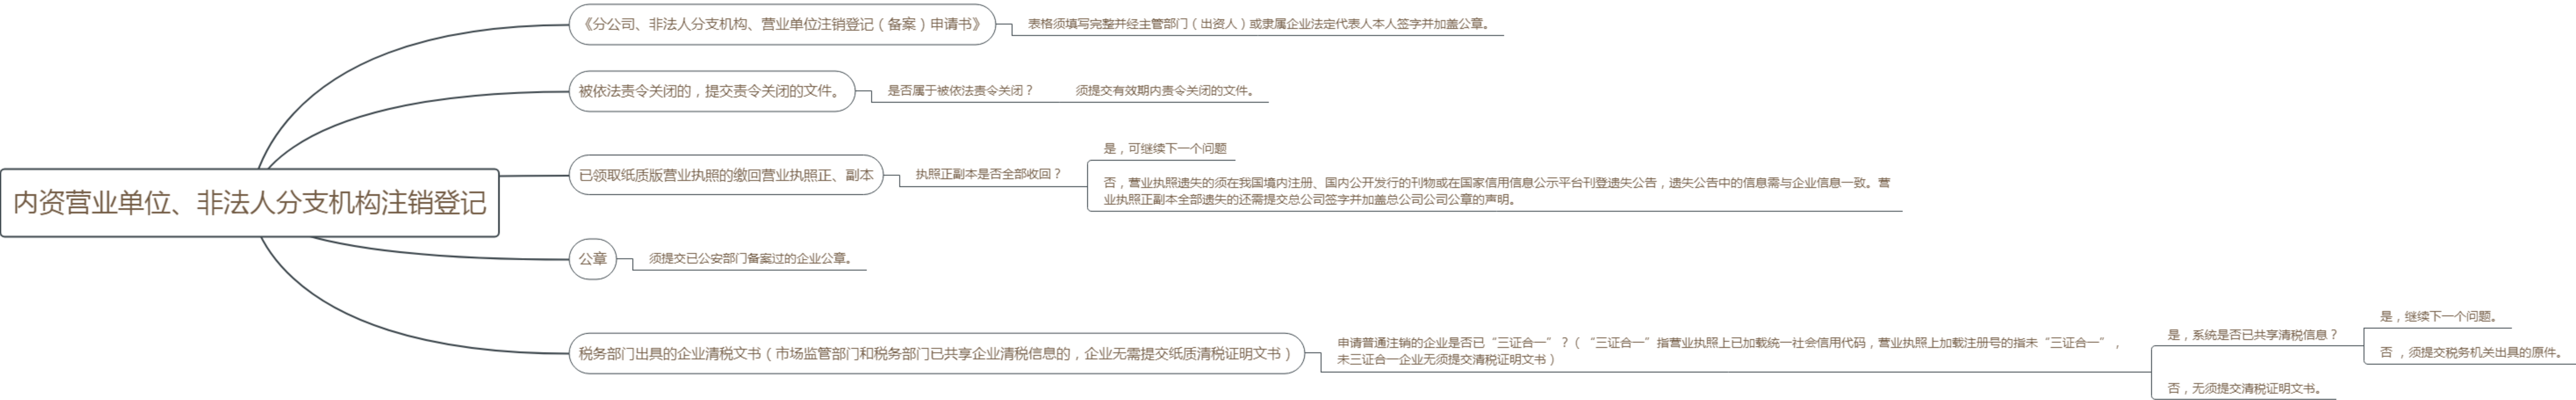 内资营业单位、非法人分支机构注销登记
《分公司、非法人分支机构、营业单位注销登记（备案）申请书》
表格须填写完整并经主管部门（出资人）或隶属企业法定代表人本人签字并加盖公章。
被依法责令关闭的，提交责令关闭的文件。
是否属于被依法责令关闭？
须提交有效期内责令关闭的文件。
已领取纸质版营业执照的缴回营业执照正、副本
执照正副本是否全部收回？
是，可继续下一个问题
否，营业执照遗失的须在我国境内注册、国内公开发行的刊物或在国家信用信息公示平台刊登遗失公告，遗失公告中的信息需与企业信息一致。营
业执照正副本全部遗失的还需提交总公司签字并加盖总公司公司公章的声明。
公章
须提交已公安部门备案过的企业公章。
税务部门出具的企业清税文书（市场监管部门和税务部门已共享企业清税信息的，企业无需提交纸质清税证明文书）
申请普通注销的企业是否已“三证合一”？（“三证合一”指营业执照上已加载统一社会信用代码，营业执照上加载注册号的指未“三证合一”，
未三证合一企业无须提交清税证明文书）
是，系统是否已共享清税信息？
是，继续下一个问题。
否 ，须提交税务机关出具的原件。
否，无须提交清税证明文书。